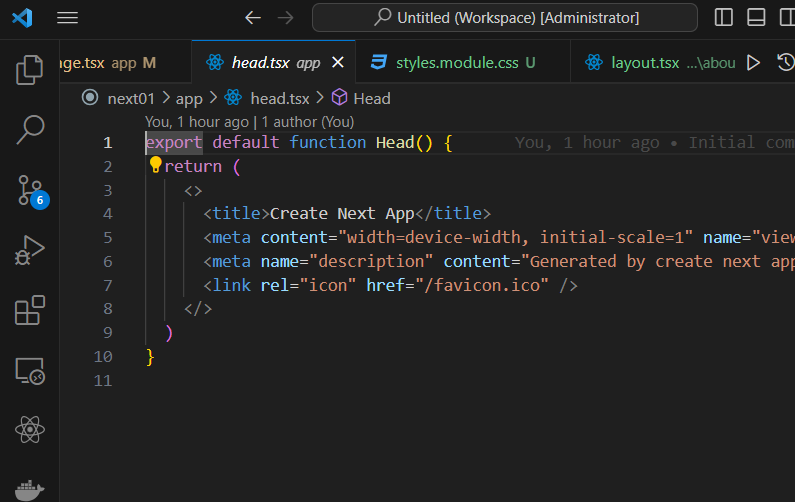 Untitled (Workspace) [Administrator]
age.tsx app M
head.tsx app
styles.module.css U
layout.tsx ...\abou
next01 > app > head.tsx > Head
You, 1 hour ago | 1 author (You)
1 export default function Head() { You, 1 hour ago • Initial com
2 return (
3 <>
4 <title>Create Next App</title>
5 <meta content="width=device-width, initial-scale=1" name="view
6 <meta name="description" content="Generated by create next app
7 <link rel="icon" href="/favicon.ico" />
8 </>
9 )
10 }
11
6